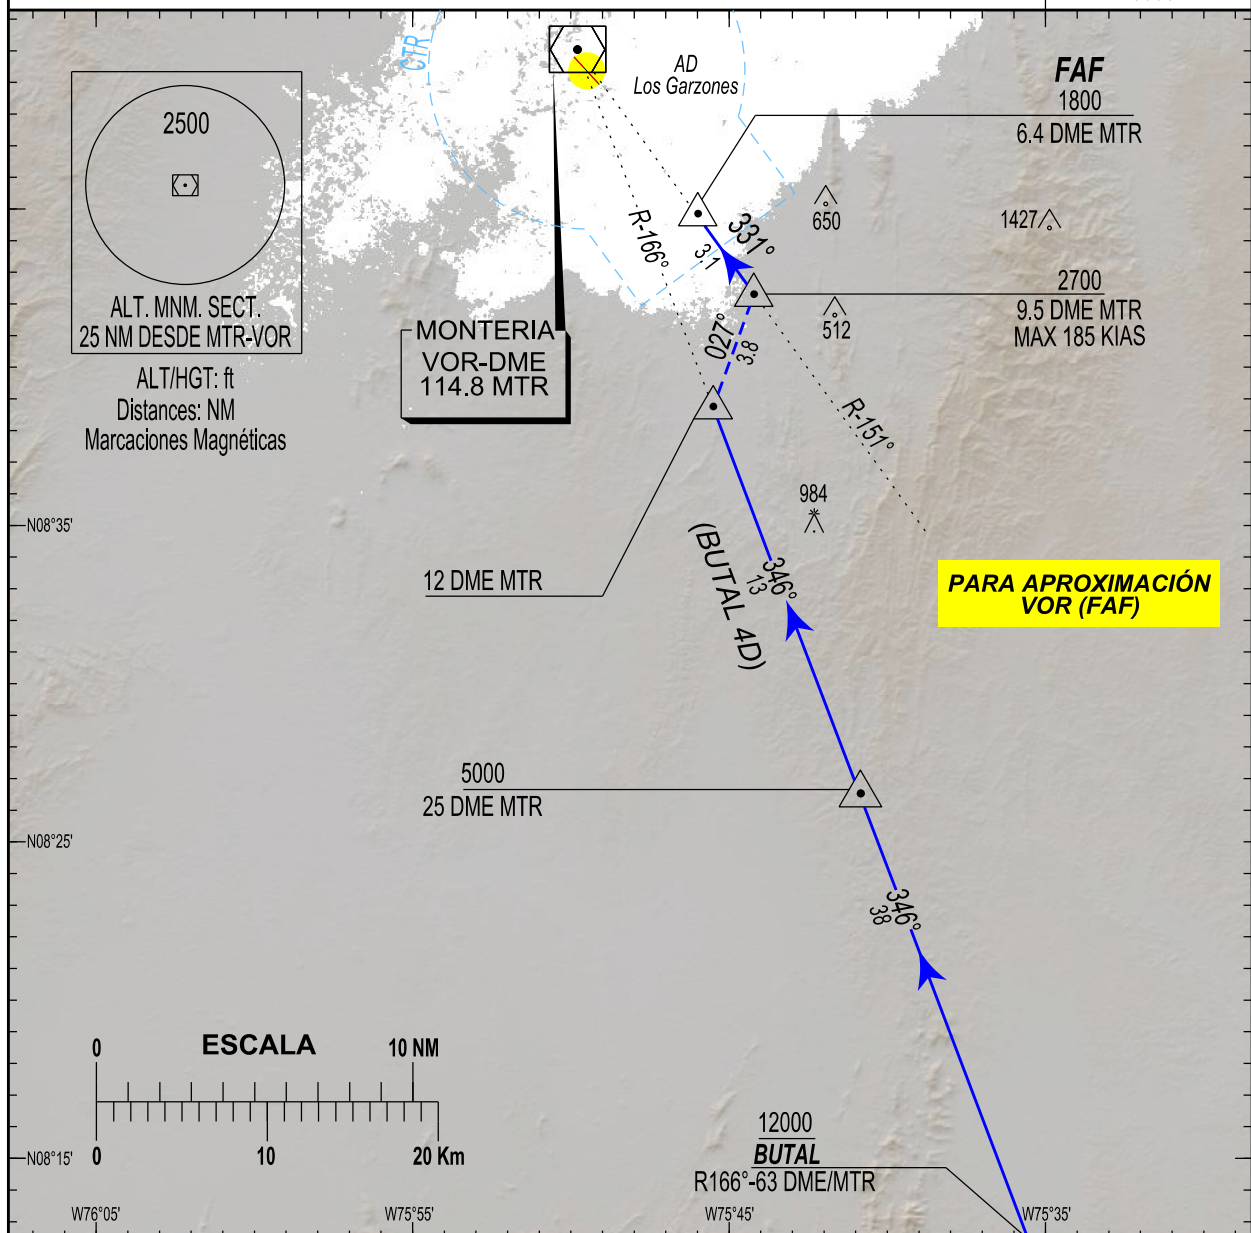 CTR
AD
Los Garzones
FAF
1800
6.4 DME MTR
2500
ALT. MNM. SECT.
25 NM DESDE MTR-VOR
ALT/HGT: ft
Distances: NM
Marcaciones Magnéticas
R-166°
331°
3.1
650
1427
2700
9.5 DME MTR
MAX 185 KIAS
512
MONTERIA
VOR-DME
114.8 MTR
027°
3.8
R-151°
984
N08°35'
(BUTAL 4D)
346°
13
12 DME MTR
PARA APROXIMACIÓN
VOR (FAF)
5000
25 DME MTR
N08°25'
346°
38
ESCALA
0
10 NM
0
10
20 Km
12000
BUTAL
R166°-63 DME/MTR
N08°15'
W76°05'
W75°55'
W75°45'
W75°35'